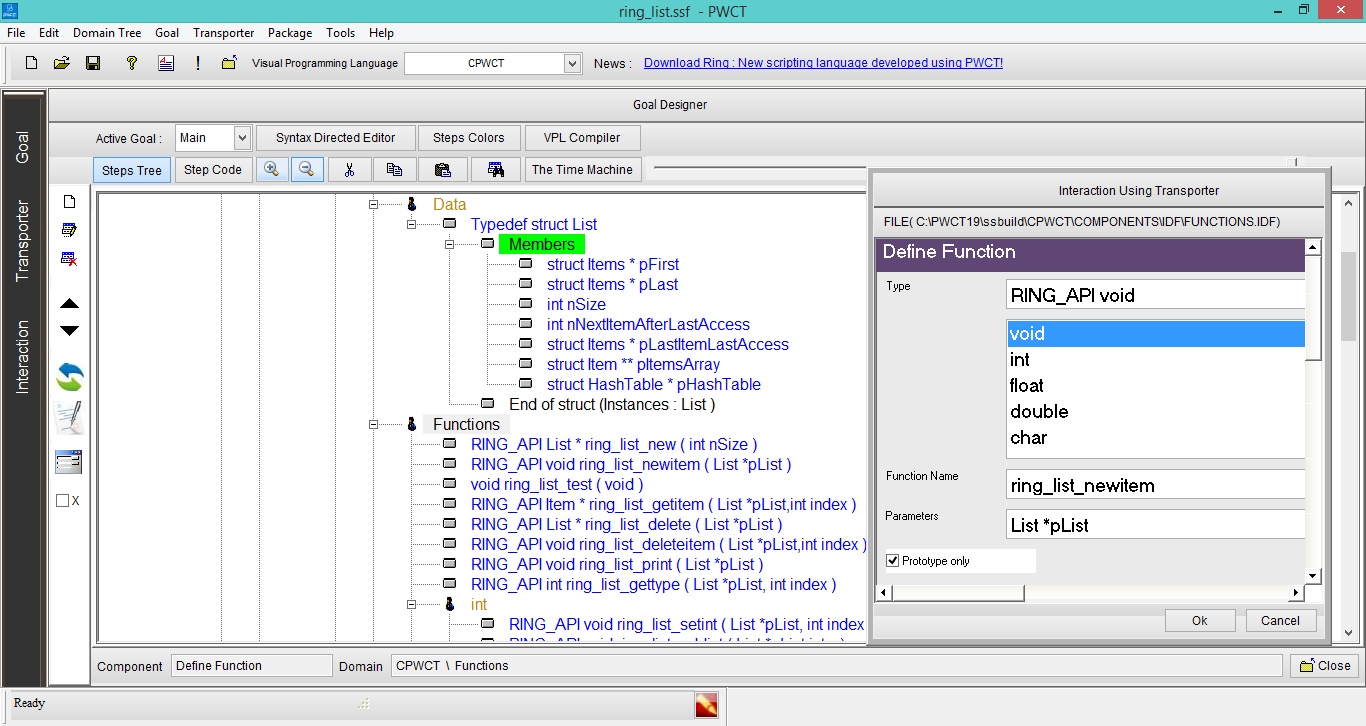 ring_list.ssf - PWCT
File Edit Domain Tree Goal Transporter Package Tools Help
Visual Programming Language CPWCT News : Download Ring : New scripting language developed using PWCT!
Goal Designer
Goal
Transporter
Interaction
Active Goal : Main Syntax Directed Editor Steps Colors VPL Compiler
Steps Tree Step Code The Time Machine
X
Data
Typedef struct List
Members
struct Items * pFirst
struct Items * pLast
int nSize
int nNextItemAfterLastAccess
struct Items * pLastItemLastAccess
struct Item ** pItemsArray
struct HashTable * pHashTable
End of struct (Instances : List )
Functions
RING_API List * ring_list_new ( int nSize )
RING_API void ring_list_newitem ( List *pList )
void ring_list_test ( void )
RING_API Item * ring_list_getitem ( List *pList,int index )
RING_API List * ring_list_delete ( List *pList )
RING_API void ring_list_deleteitem ( List *pList,int index )
RING_API void ring_list_print ( List *pList )
RING_API int ring_list_gettype ( List *pList, int index )
int
RING_API void ring_list_setint ( List *pList, int index
Interaction Using Transporter
FILE( C:\PWCT19\ssbuild\CPWCT\COMPONENTS\IDF\FUNCTIONS.IDF)
Define Function
Type RING_API void
void
int
float
double
char
Function Name ring_list_newitem
Parameters List *pList
Prototype only
Ok Cancel
Component Define Function Domain CPWCT \ Functions Close
Ready